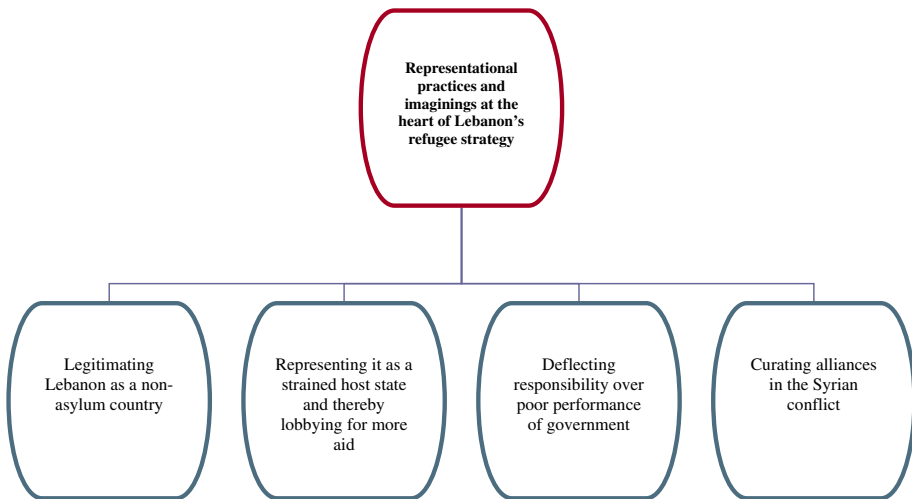 Representational
practices and
imaginings at the
heart of Lebanon's
refugee strategy
Legitimating
Lebanon as a non-
asylum country
Representing it as a
strained host state
and thereby
lobbying for more
aid
Deflecting
responsibility over
poor performance
of government
Curating alliances
in the Syrian
conflict